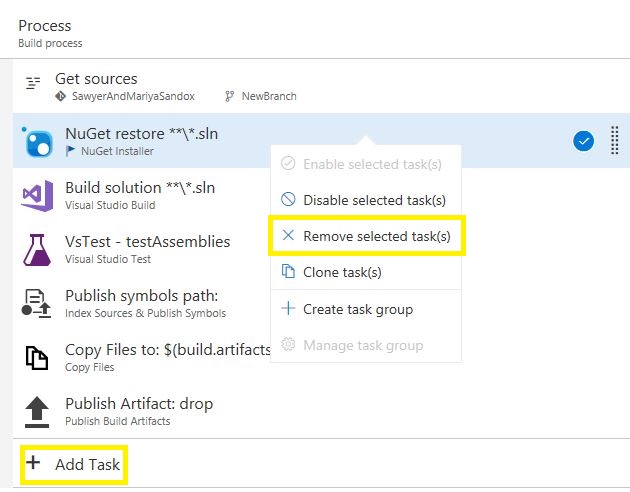 Process
Build process
Get sources
SawyerAndMariyaSandox NewBranch
NuGet restore **\*.sln
NuGet Installer
Enable selected task(s)
Disable selected task(s)
Remove selected task(s)
Clone task(s)
Create task group
Manage task group
Build solution **\*.sln
Visual Studio Build
VsTest - testAssemblies
Visual Studio Test
Publish symbols path:
Index Sources & Publish Symbols
Copy Files to: $(build.artifacts
Copy Files
Publish Artifact: drop
Publish Build Artifacts
+ Add Task